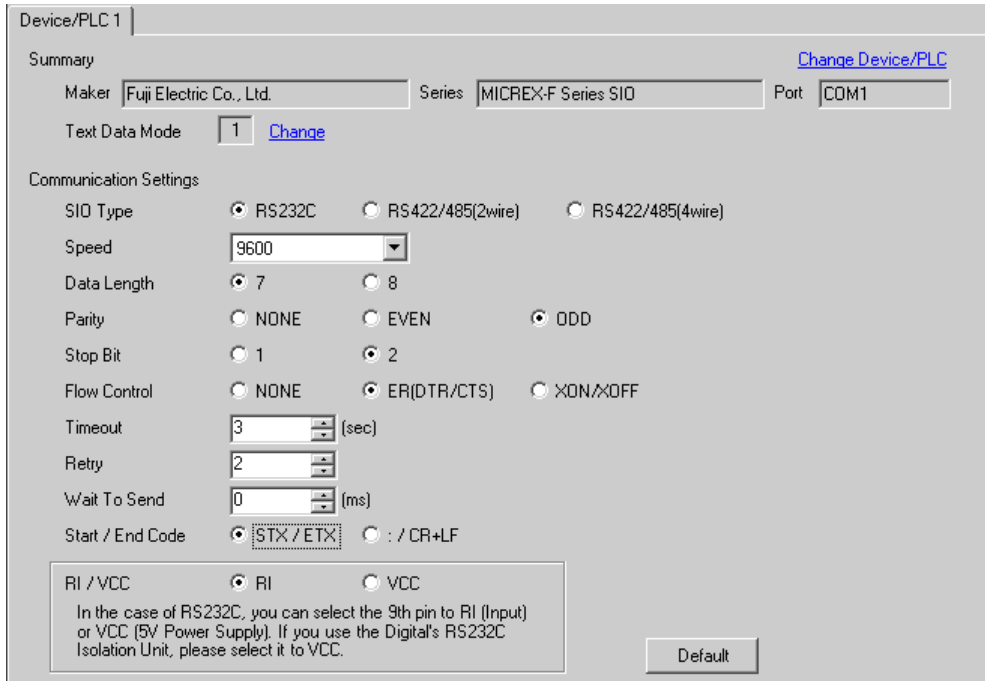 Device/PLC 1
Summary Change Device/PLC
Maker Fuji Electric Co., Ltd. Series MICREX-F Series SIO Port COM1
Text Data Mode 1 Change
Communication Settings
SIO Type RS232C RS422/485(2wire) RS422/485(4wire)
Speed 9600
Data Length 7 8
Parity NONE EVEN ODD
Stop Bit 1 2
Flow Control NONE ER(DTR/CTS) XON/XOFF
Timeout 3 (sec)
Retry 2
Wait To Send 0 (ms)
Start / End Code STX / ETX : / CR+LF
RI / VCC RI VCC
In the case of RS232C, you can select the 9th pin to RI (Input)
or VCC (5V Power Supply). If you use the Digital's RS232C
Isolation Unit, please select it to VCC.
Default